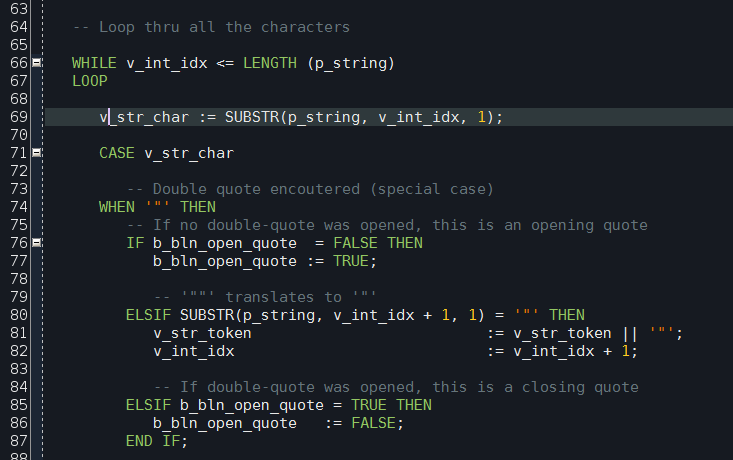 63
64 -- Loop thru all the characters
65
66 WHILE v_int_idx <= LENGTH (p_string)
67 LOOP
68
69 v_str_char := SUBSTR(p_string, v_int_idx, 1);
70
71 CASE v_str_char
72
73 -- Double quote encoutered (special case)
74 WHEN '"' THEN
75 -- If no double-quote was opened, this is an opening quote
76 IF b_bln_open_quote  = FALSE THEN
77 b_bln_open_quote := TRUE;
78
79 -- '""' translates to '"'
80 ELSIF SUBSTR(p_string, v_int_idx + 1, 1) = '"' THEN
81 v_str_token                          := v_str_token || '"';
82 v_int_idx                            := v_int_idx + 1;
83
84 -- If double-quote was opened, this is a closing quote
85 ELSIF b_bln_open_quote = TRUE THEN
86 b_bln_open_quote   := FALSE;
87 END IF;
88